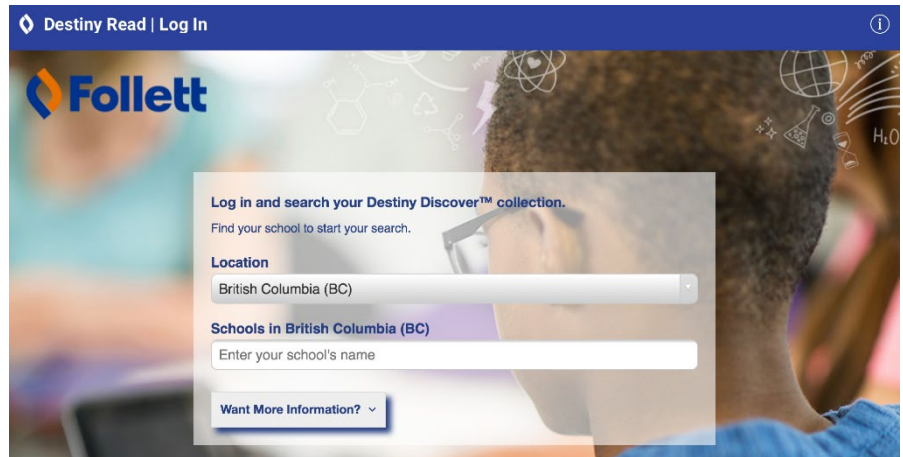 Destiny Read | Log In
Follett
H₂O
Log in and search your Destiny Discover™ collection.
Find your school to start your search.
Location
British Columbia (BC)
Schools in British Columbia (BC)
Enter your school's name
Want More Information?